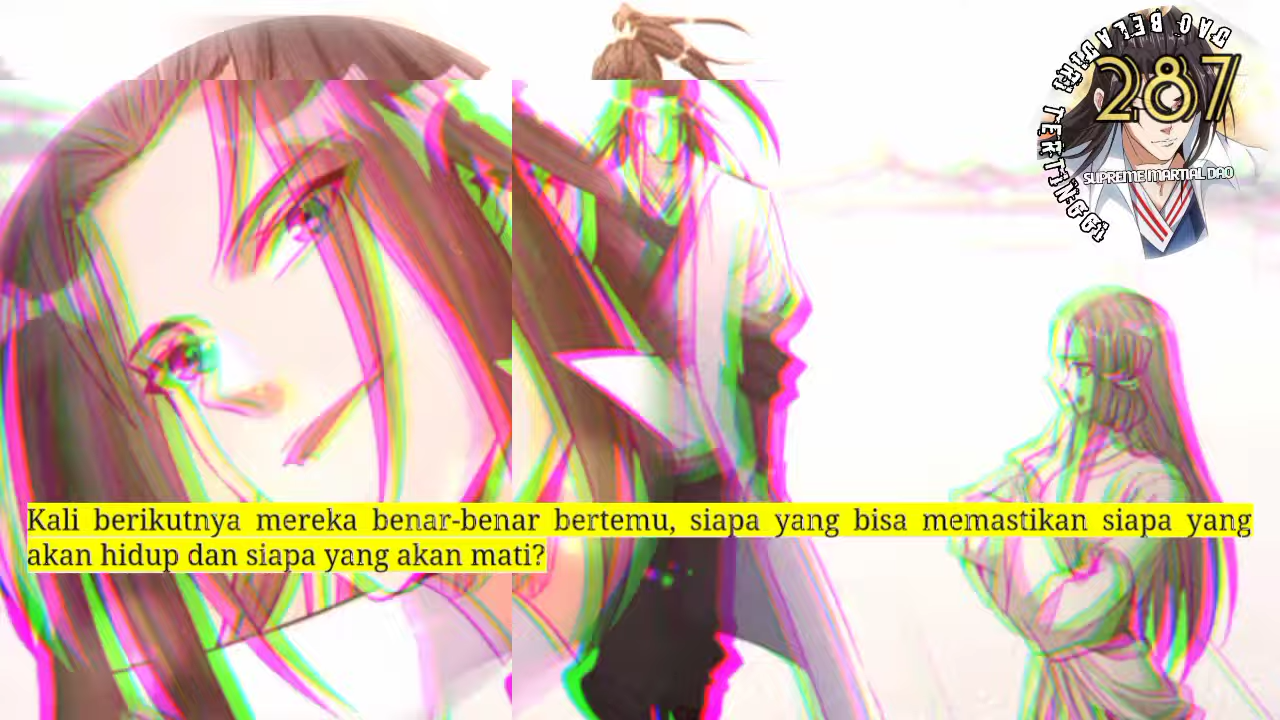 DAO BELADIRI TERTINGGI
287
SUPREME MARTIAL DAO
Kali berikutnya mereka benar-benar bertemu, siapa yang bisa memastikan siapa yang
akan hidup dan siapa yang akan mati?